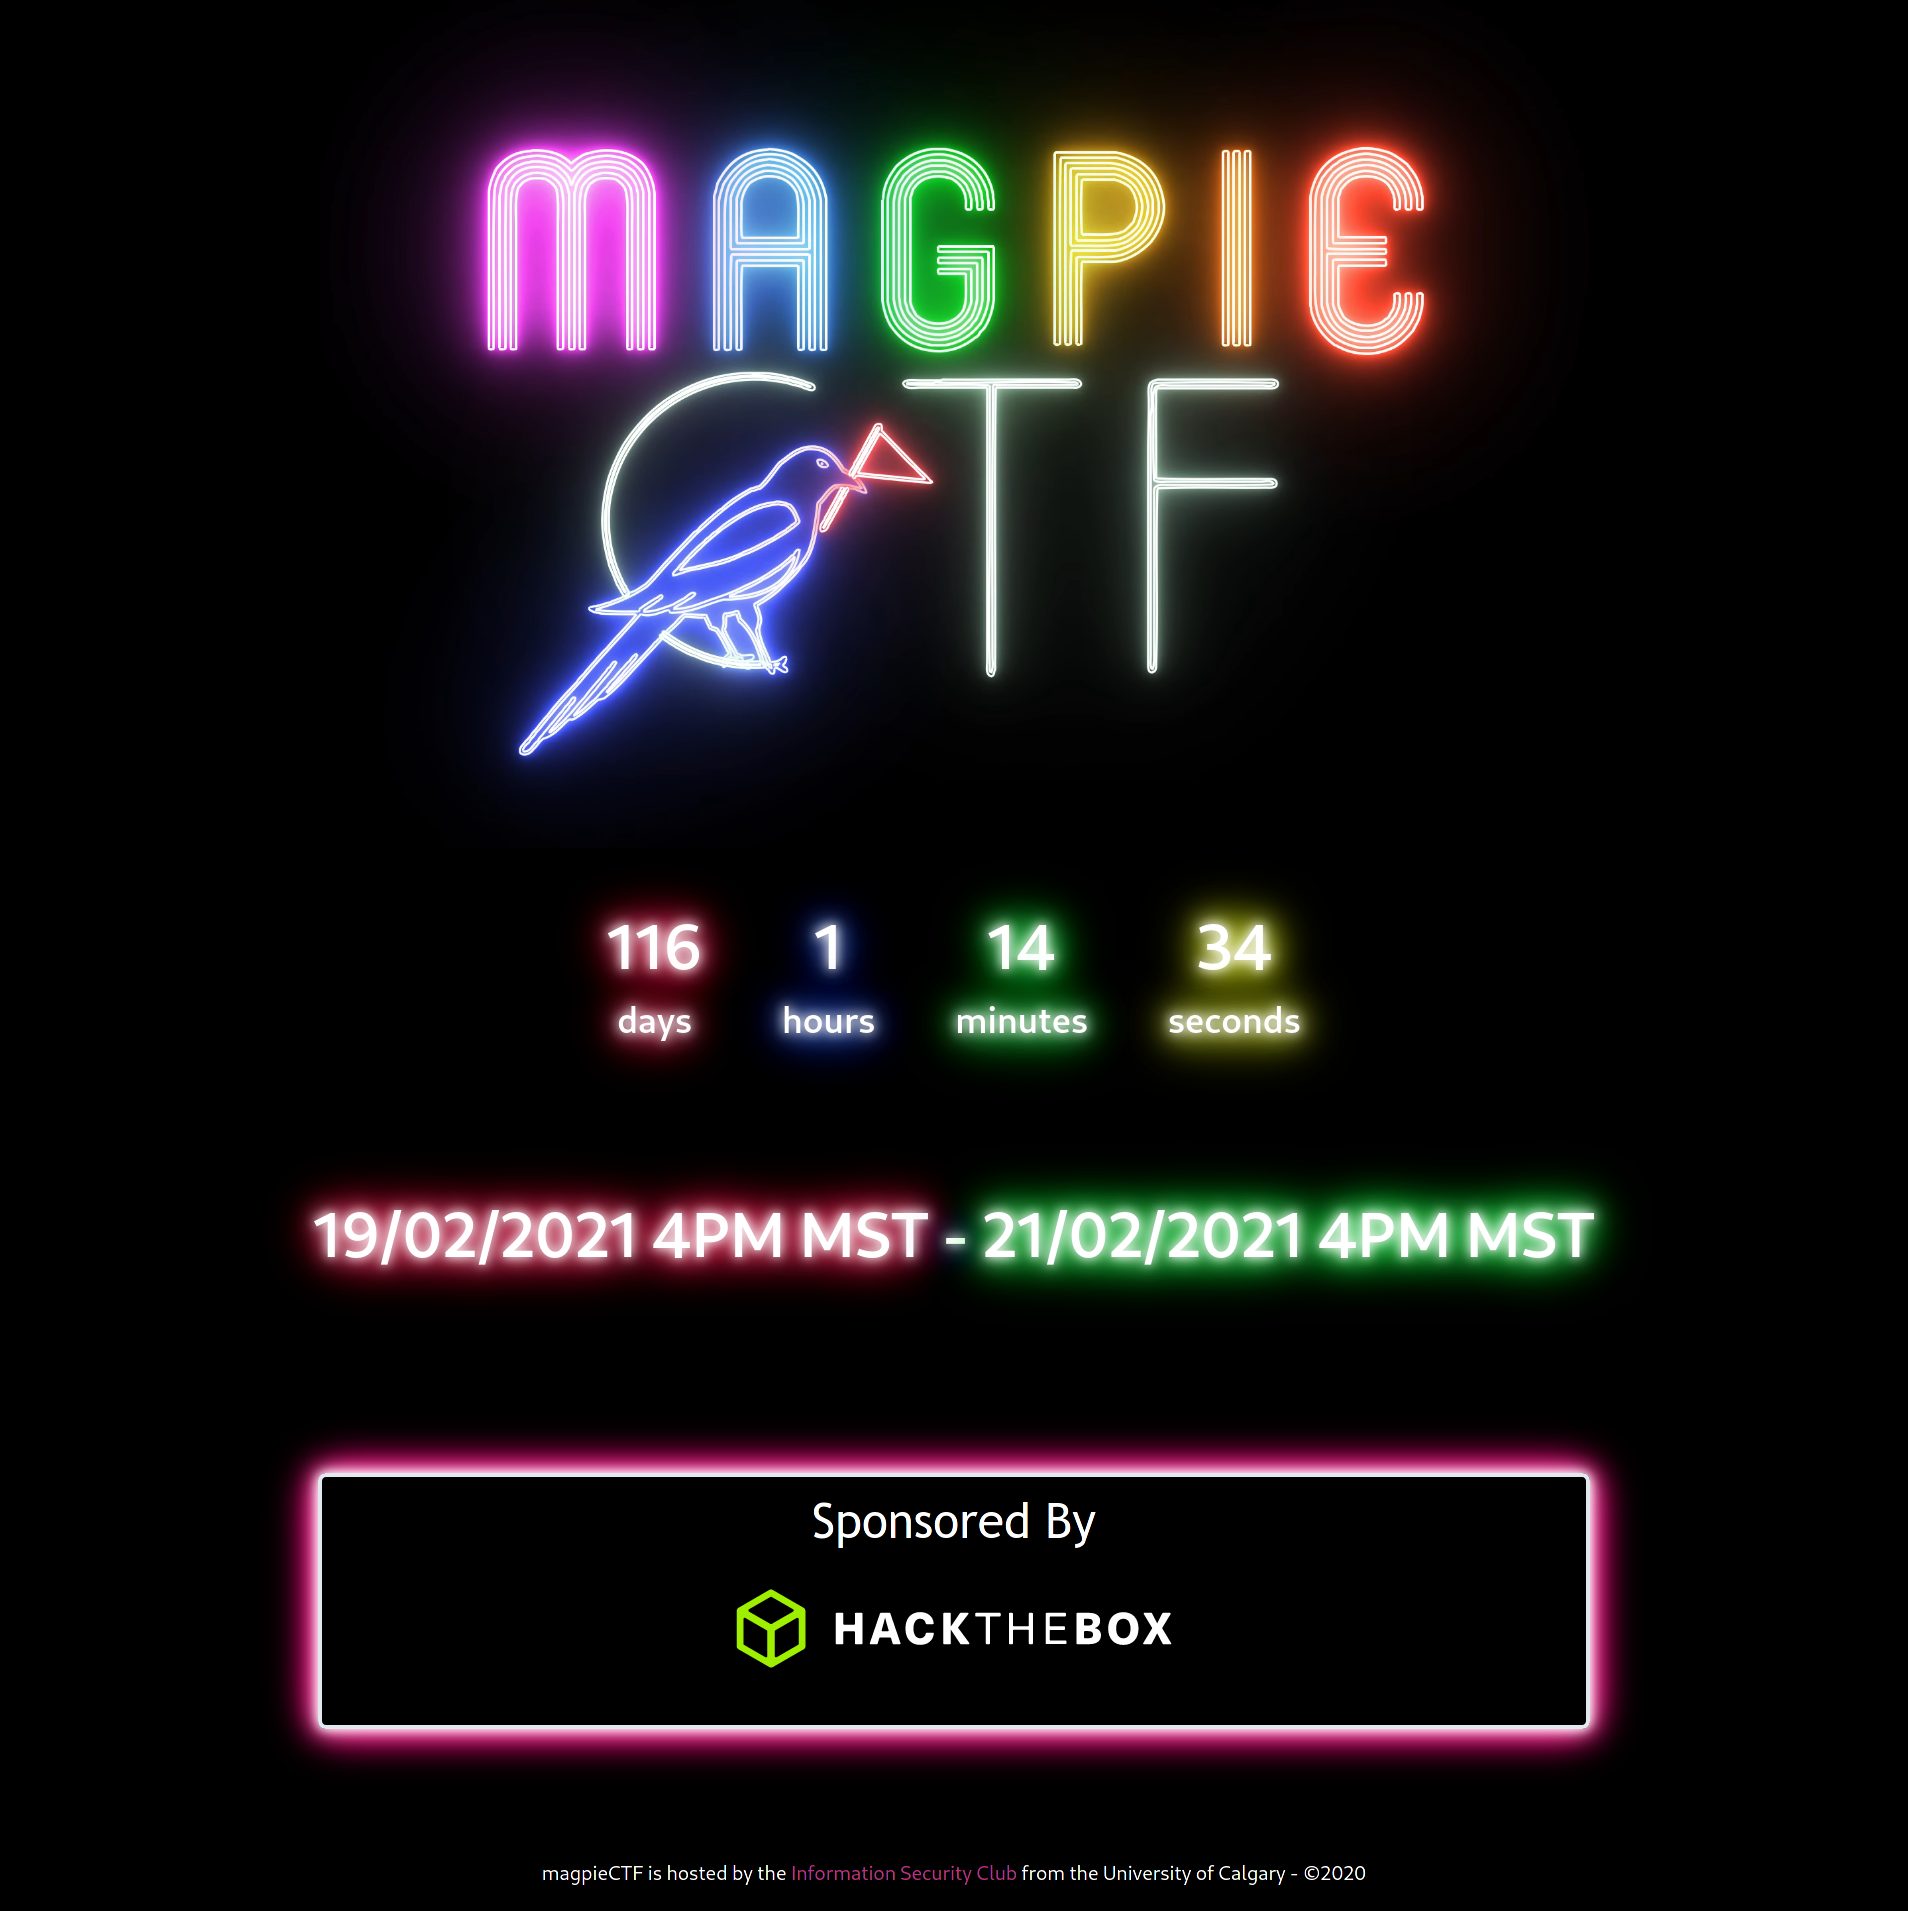 MAGPIE
CTF
116 1 14 34
days hours minutes seconds
19/02/2021 4PM MST - 21/02/2021 4PM MST
Sponsored By
HACKTHEBOX
magpieCTF is hosted by the Information Security Club from the University of Calgary - ©2020